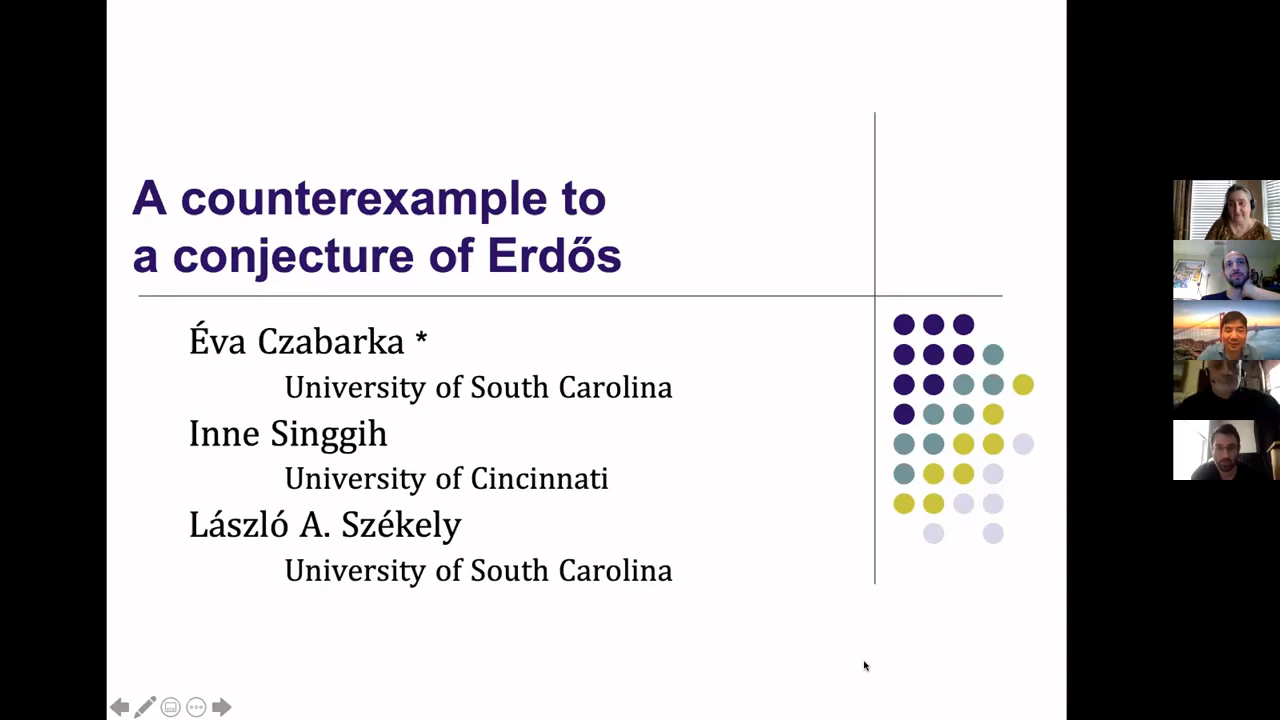 A counterexample to
a conjecture of Erdős
Éva Czabarka *
University of South Carolina
Inne Singgih
University of Cincinnati
László A. Székely
University of South Carolina